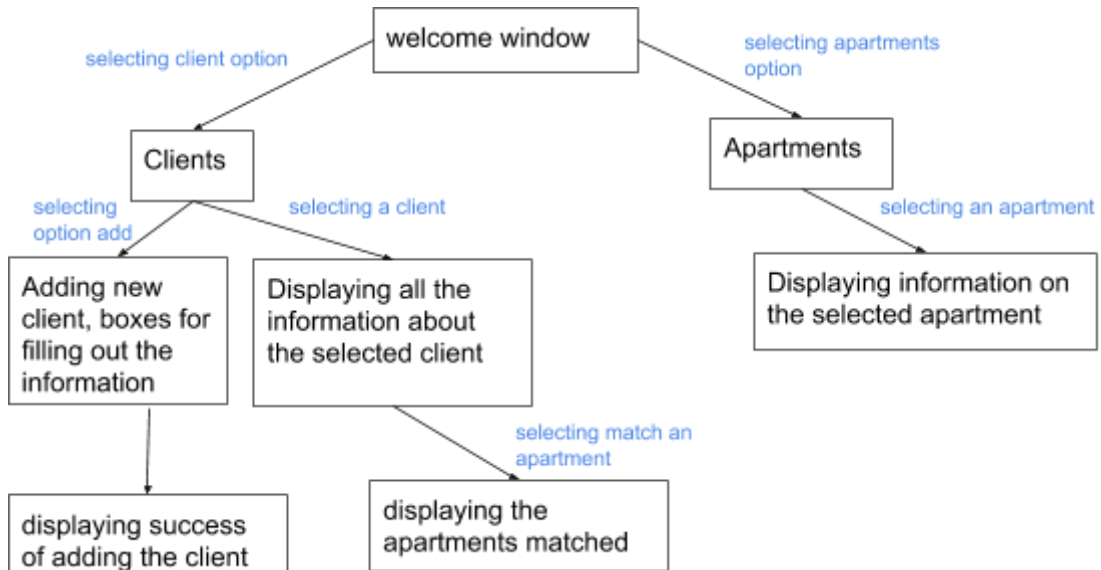 welcome window
selecting client option
selecting apartments
option
Clients
Apartments
selecting
option add
selecting a client
selecting an apartment
Adding new
client, boxes for
filling out the
information
Displaying all the
information about
the selected client
Displaying information on
the selected apartment
selecting match an
apartment
displaying success
of adding the client
displaying the
apartments matched